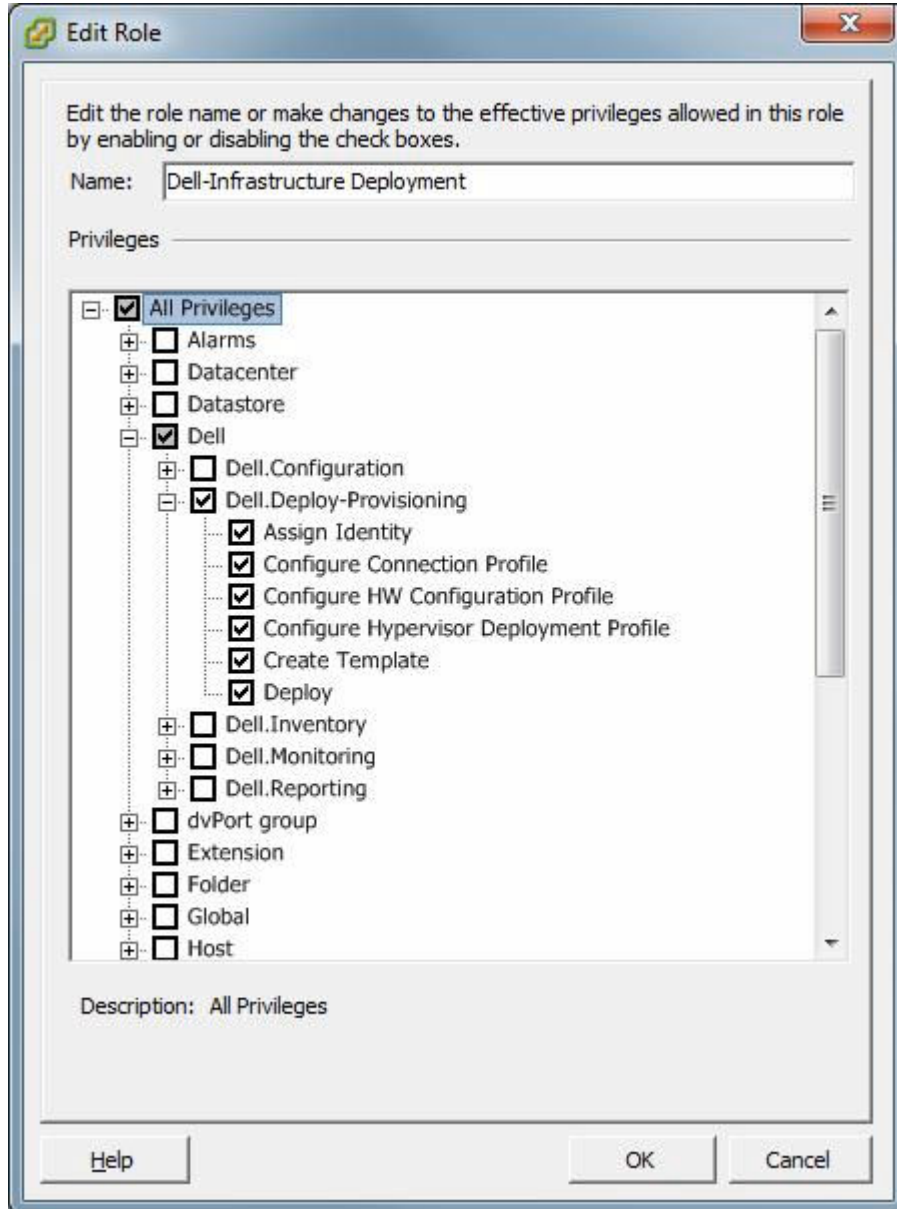 Edit Role
Edit the role name or make changes to the effective privileges allowed in this role
by enabling or disabling the check boxes.
Name: Dell-Infrastructure Deployment
Privileges
All Privileges
Alarms
Datacenter
Datastore
Dell
Dell.Configuration
Dell.Deploy-Provisioning
Assign Identity
Configure Connection Profile
Configure HW Configuration Profile
Configure Hypervisor Deployment Profile
Create Template
Deploy
Dell.Inventory
Dell.Monitoring
Dell.Reporting
dvPort group
Extension
Folder
Global
Host
Description: All Privileges
Help OK Cancel